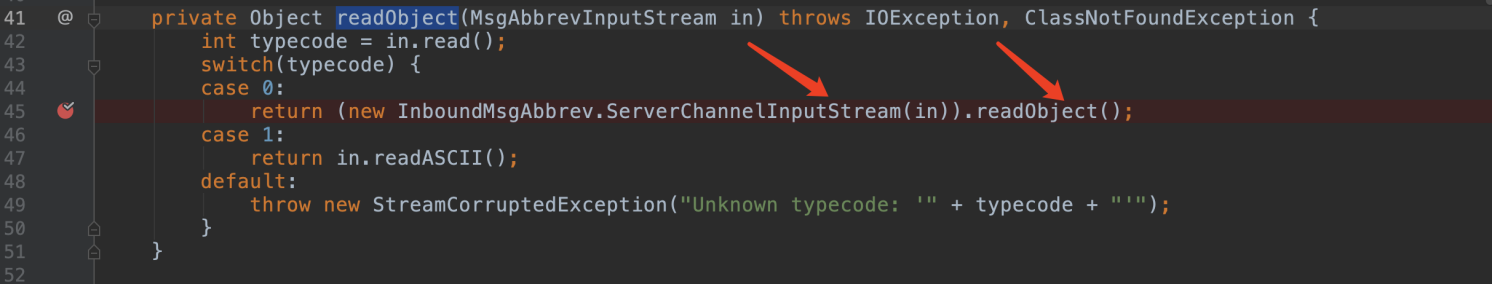 41 @ private Object readObject(MsgAbbrevInputStream in) throws IOException, ClassNotFoundException {
42 int typecode = in.read();
43 switch(typecode) {
44 case 0:
45 return (new InboundMsgAbbrev.ServerChannelInputStream(in)).readObject();
46 case 1:
47 return in.readASCII();
48 default:
49 throw new StreamCorruptedException("Unknown typecode: '" + typecode + "'");
50 }
51 }
52